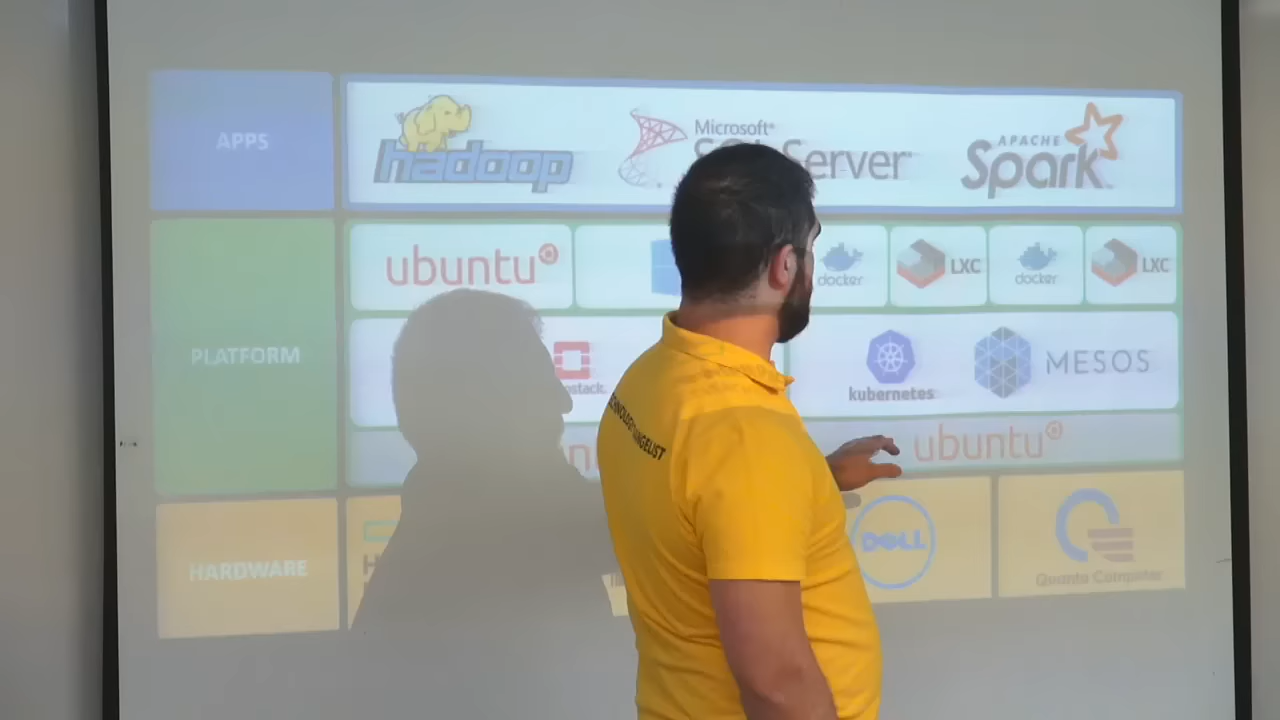 APPS
hadoop
Microsoft®
Server
APACHE
Spark
PLATFORM
ubuntu
docker
LXC
docker
LXC
kubernetes
MESOS
ubuntu
HARDWARE
DELL
Quanta Computer